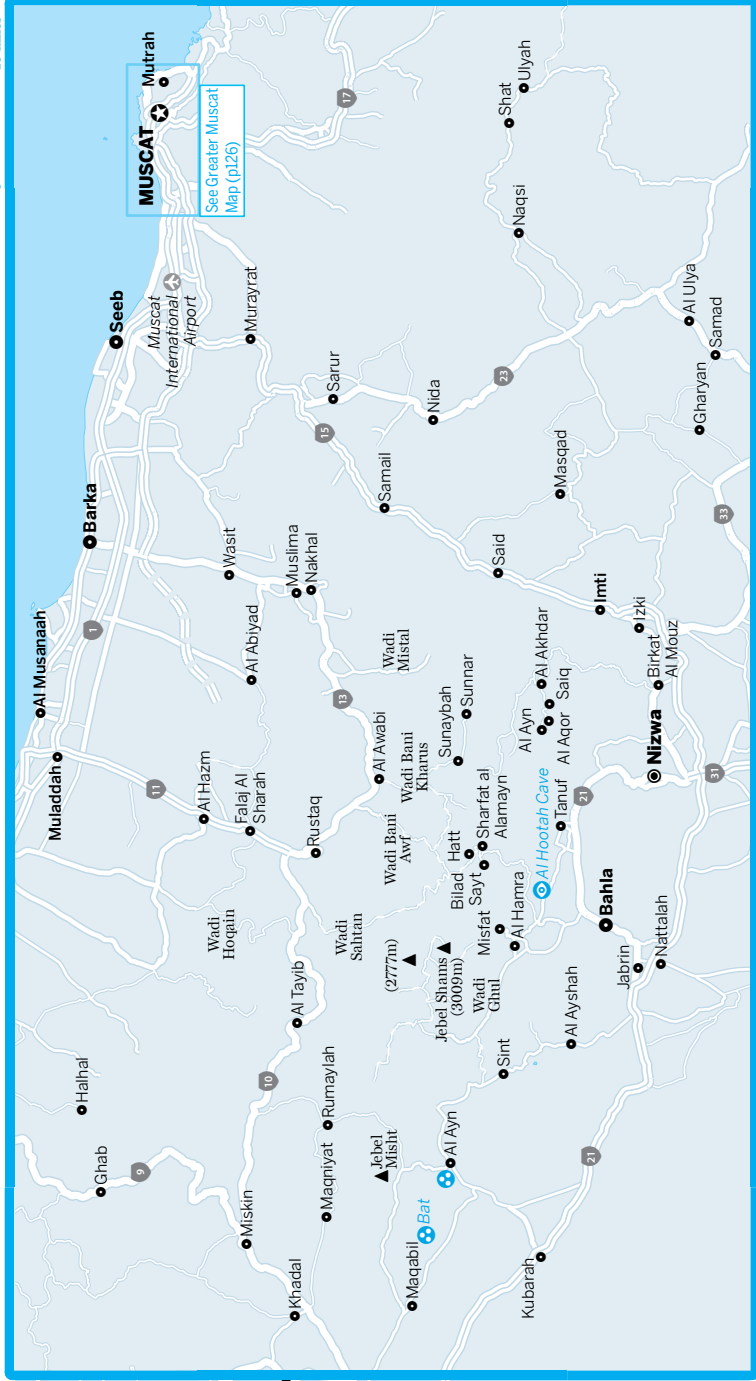 Mutrah
MUSCAT
See Greater Muscat
Map (p126)
17
Shat
Ulyah
Seeb
Muscat
International
Airport
Murayrat
Naqsi
Sarur
Barka
Al Musanaah
1
15
Nida
23
Al Ulya
Samad
Gharyan
Wasit
Samail
Masqad
Muladdah
Muslima
Nakhal
Said
33
Al Abiyad
Imti
Izki
11
Al Hazm
Falaj Al
Sharah
13
Wadi
Mistal
Al Akhdar
Saiq
Al Ayn
Al Aqor
Birkat
Al Mouz
Sunnar
Sunaybah
Al Awabi
Wadi Bani
Kharus
Rustaq
Wadi Bani
Awf
Hatt
Bilad
Sayt
Sharfat al
Alamayn
Tanuf
21
Nizwa
31
Al Hootah Cave
Wadi
Hoqain
Wadi
Sahtan
(2777m)
Misfat
Al Hamra
Bahla
Jebel Shams
(3009m)
Wadi
Ghul
Jabrin
Nattalah
Al Tayib
Al Ayshah
Sint
Halhal
10
Rumaylah
Ghab
9
Maqniyat
Jebel
Misht
Al Ayn
21
Miskin
Bat
Maqabil
Khadal
Kubarah